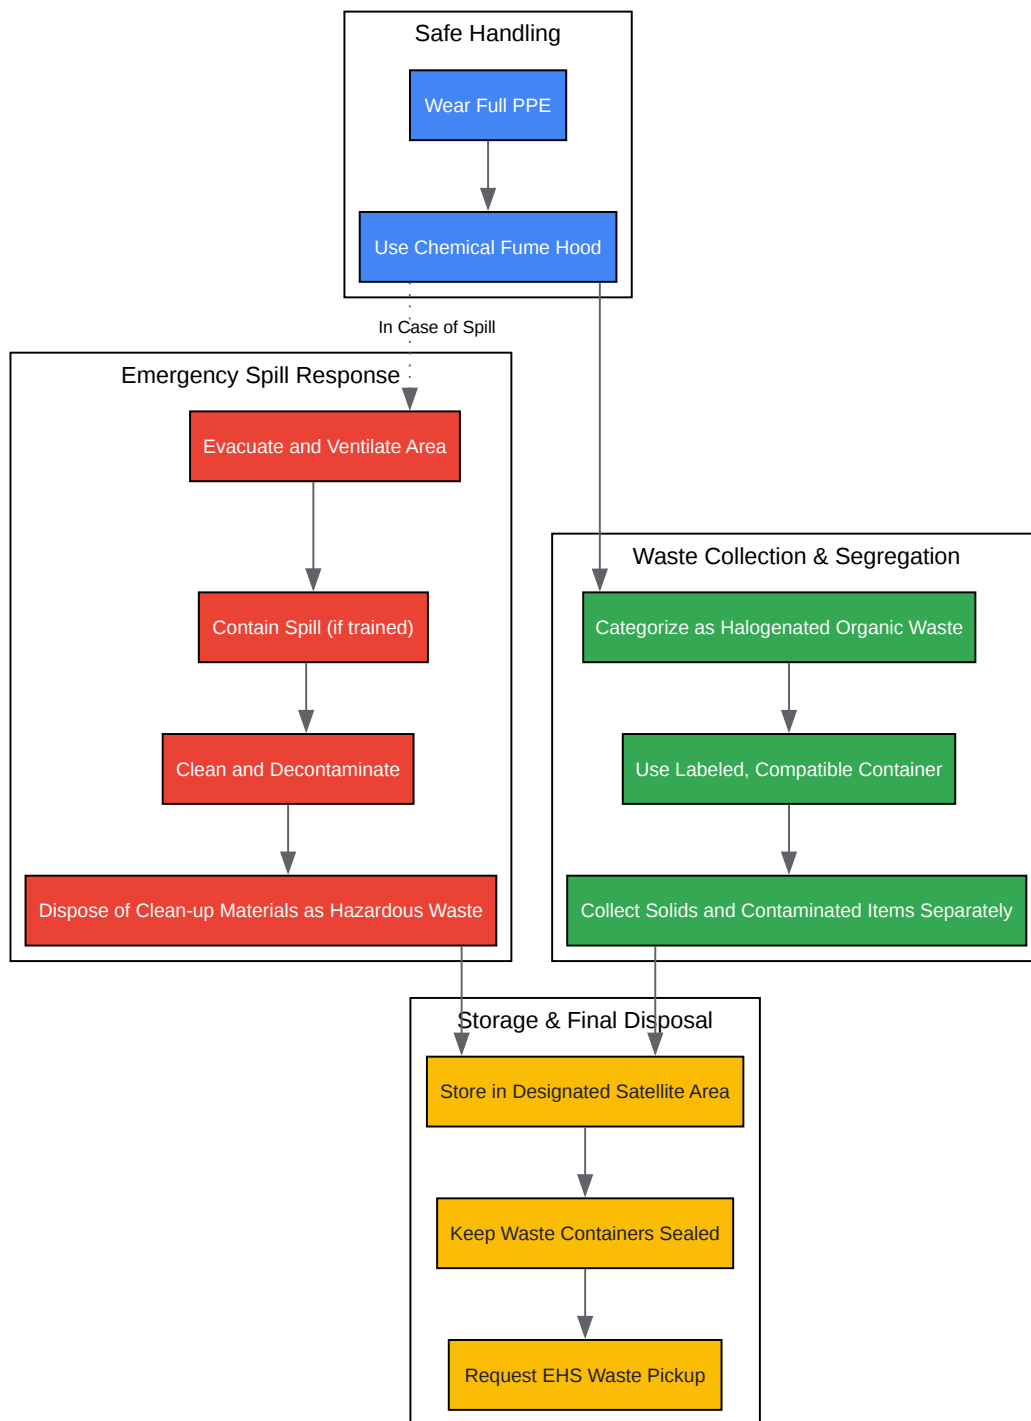 Safe Handling
Wear Full PPE
Use Chemical Fume Hood
In Case of Spill
Emergency Spill Response
Evacuate and Ventilate Area
Contain Spill (if trained)
Clean and Decontaminate
Dispose of Clean-up Materials as Hazardous Waste
Waste Collection & Segregation
Categorize as Halogenated Organic Waste
Use Labeled, Compatible Container
Collect Solids and Contaminated Items Separately
Storage & Final Disposal
Store in Designated Satellite Area
Keep Waste Containers Sealed
Request EHS Waste Pickup